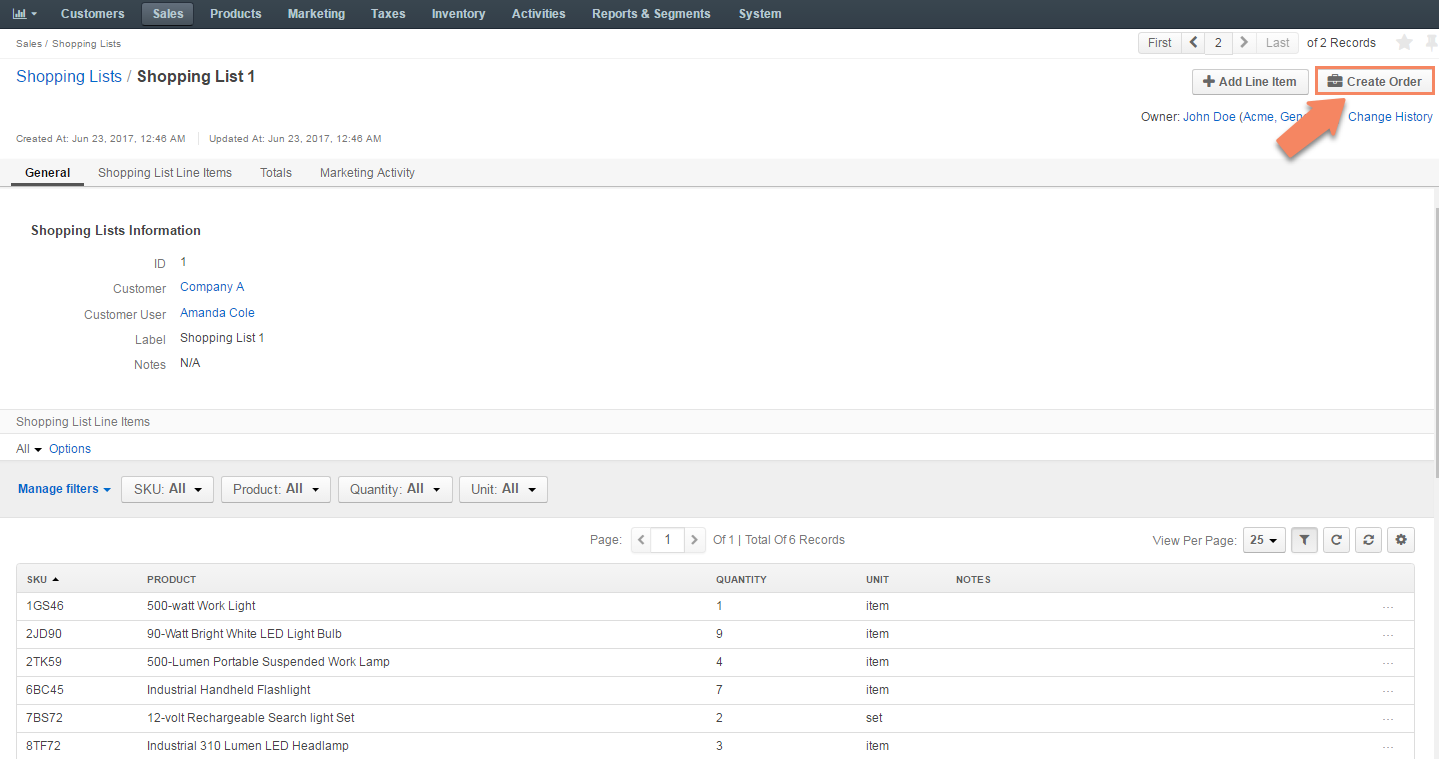 Customers Sales Products Marketing Taxes Inventory Activities Reports & Segments System
Sales / Shopping Lists
First 2 Last of 2 Records
Shopping Lists / Shopping List 1
Add Line Item Create Order
Owner: John Doe (Acme, Change History
Created At: Jun 23, 2017, 12:46 AM Updated At: Jun 23, 2017, 12:46 AM
General Shopping List Line Items Totals Marketing Activity
Shopping Lists Information
ID 1
Customer Company A
Customer User Amanda Cole
Label Shopping List 1
Notes N/A
Shopping List Line Items
All Options
Manage filters SKU: All Product: All Quantity: All Unit: All
Page: 1 Of 1 | Total Of 6 Records View Per Page: 25
SKU PRODUCT QUANTITY UNIT NOTES
1GS46 500-watt Work Light 1 item ...
2JD90 90-Watt Bright White LED Light Bulb 9 item ...
2TK59 500-Lumen Portable Suspended Work Lamp 4 item ...
6BC45 Industrial Handheld Flashlight 7 item ...
7BS72 12-volt Rechargeable Search light Set 2 set ...
8TF72 Industrial 310 Lumen LED Headlamp 3 item ...